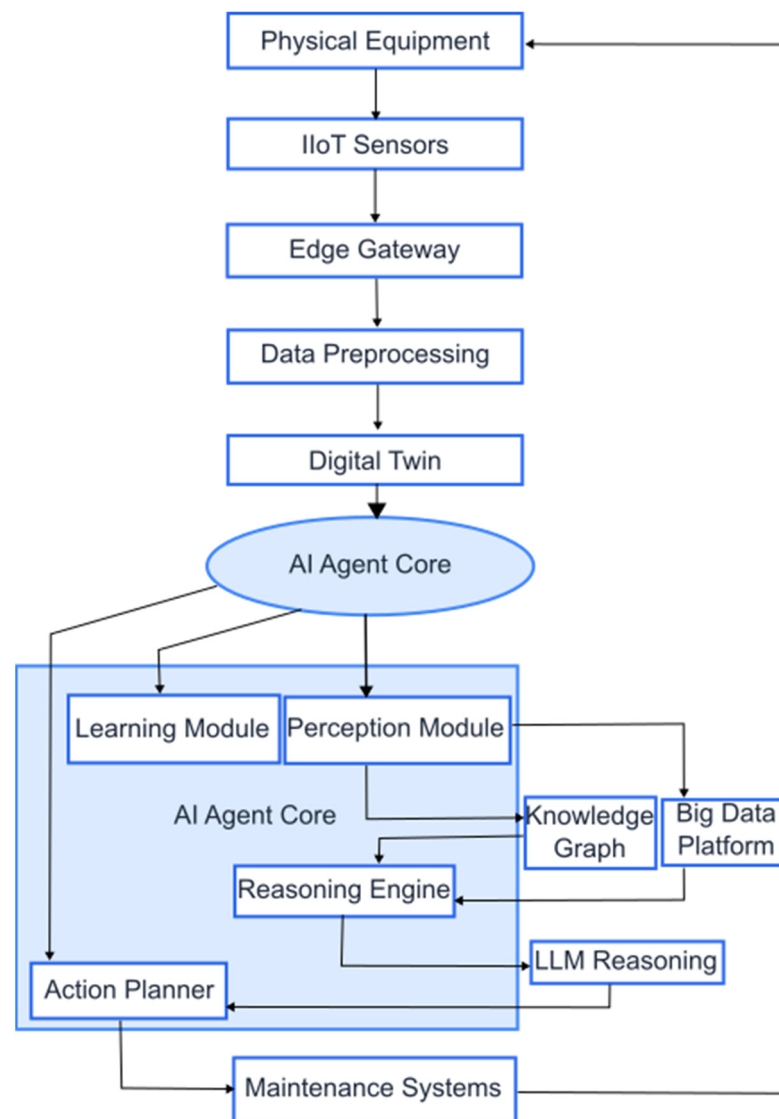 Physical Equipment
IIoT Sensors
Edge Gateway
Data Preprocessing
Digital Twin
AI Agent Core
Learning Module
Perception Module
AI Agent Core
Knowledge
Graph
Big Data
Platform
Reasoning Engine
LLM Reasoning
Action Planner
Maintenance Systems